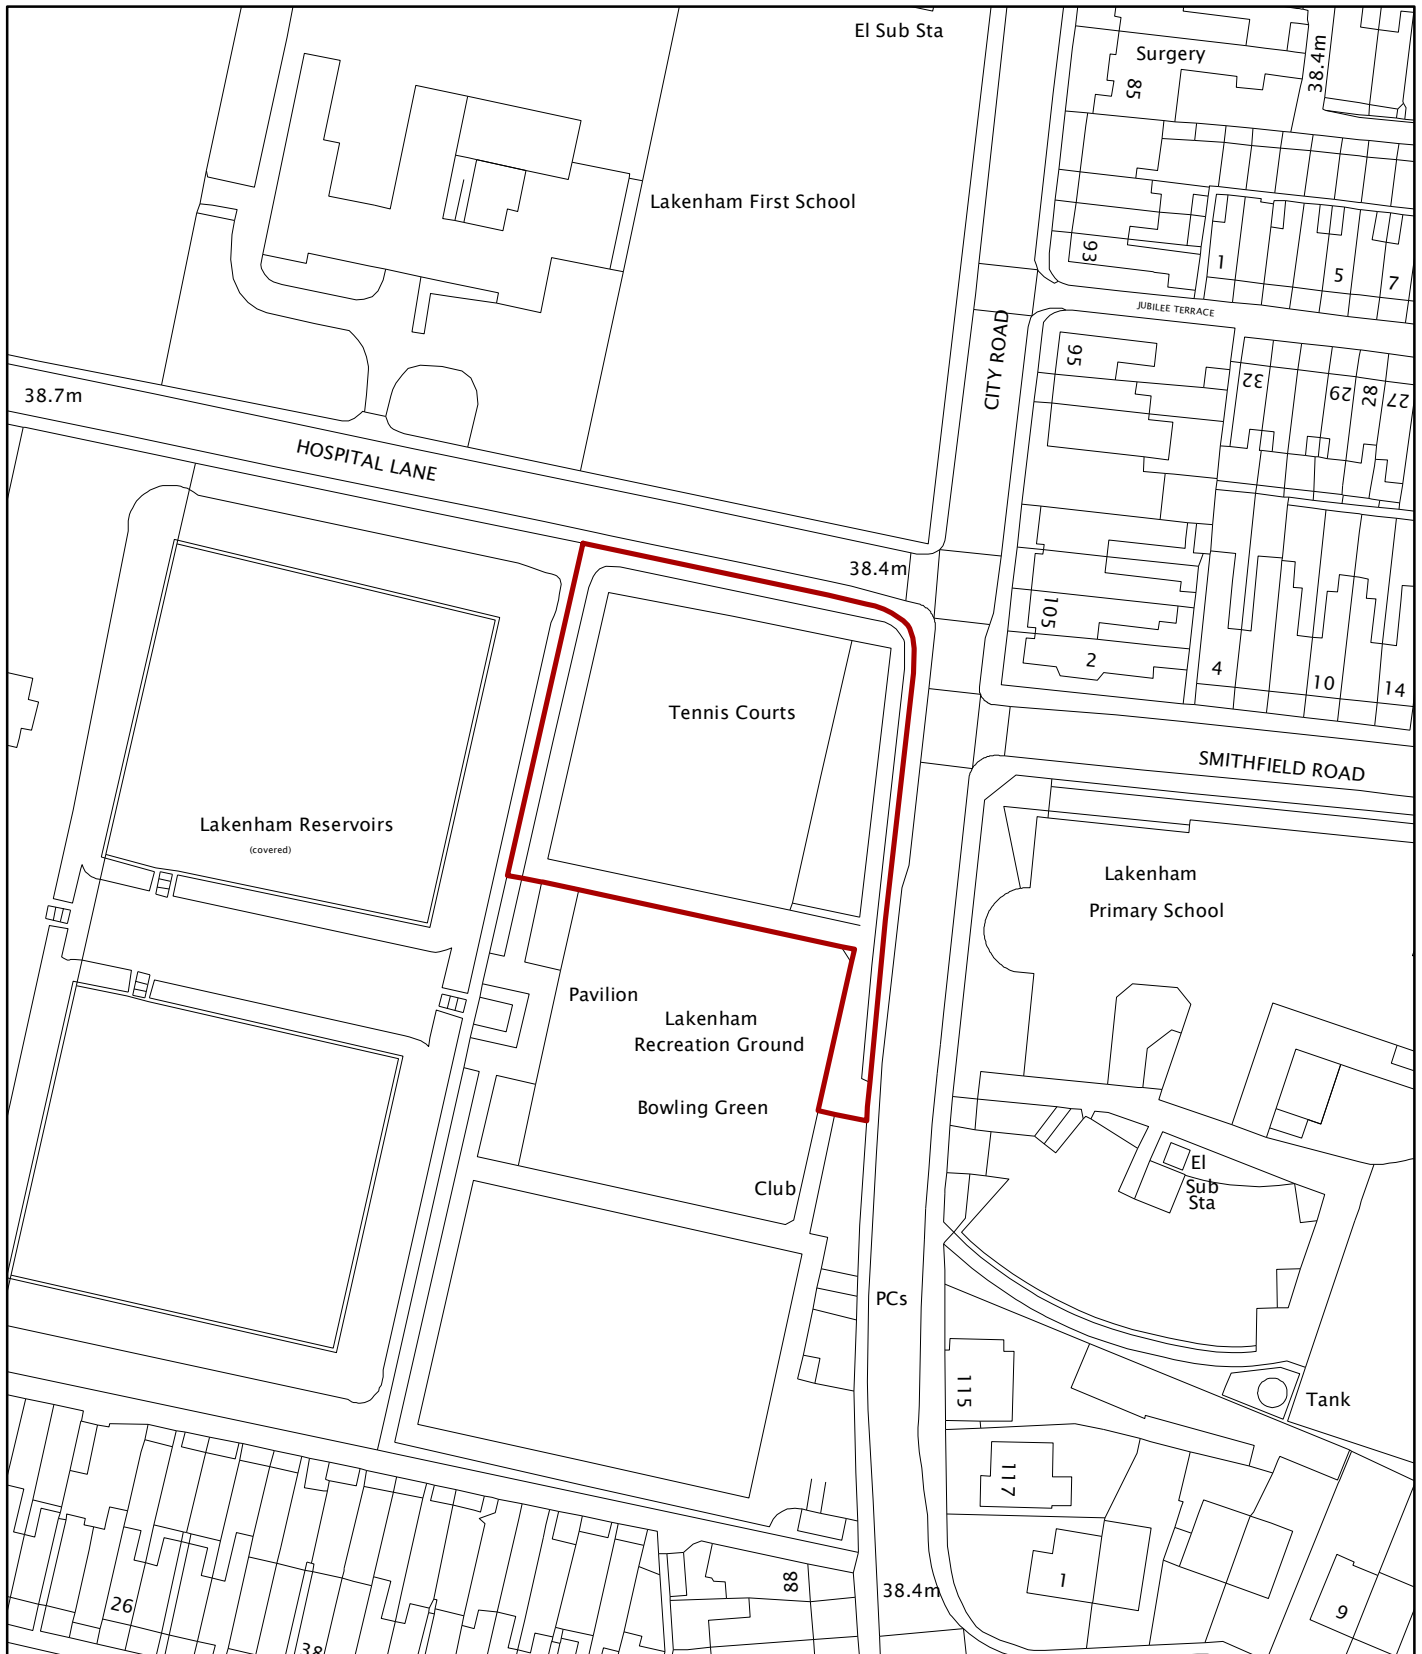 El Sub Sta
Surgery
38.4m
85
Lakenham First School
93
1
5
7
JUBILEE TERRACE
CITY ROAD
95
32
29
28
27
38.7m
HOSPITAL LANE
38.4m
105
2
4
10
14
Tennis Courts
SMITHFIELD ROAD
Lakenham Reservoirs
(covered)
Lakenham
Primary School
Pavilion
Lakenham
Recreation Ground
Bowling Green
El
Sub
Sta
Club
PCs
115
Tank
117
88
38.4m
1
26
9
38